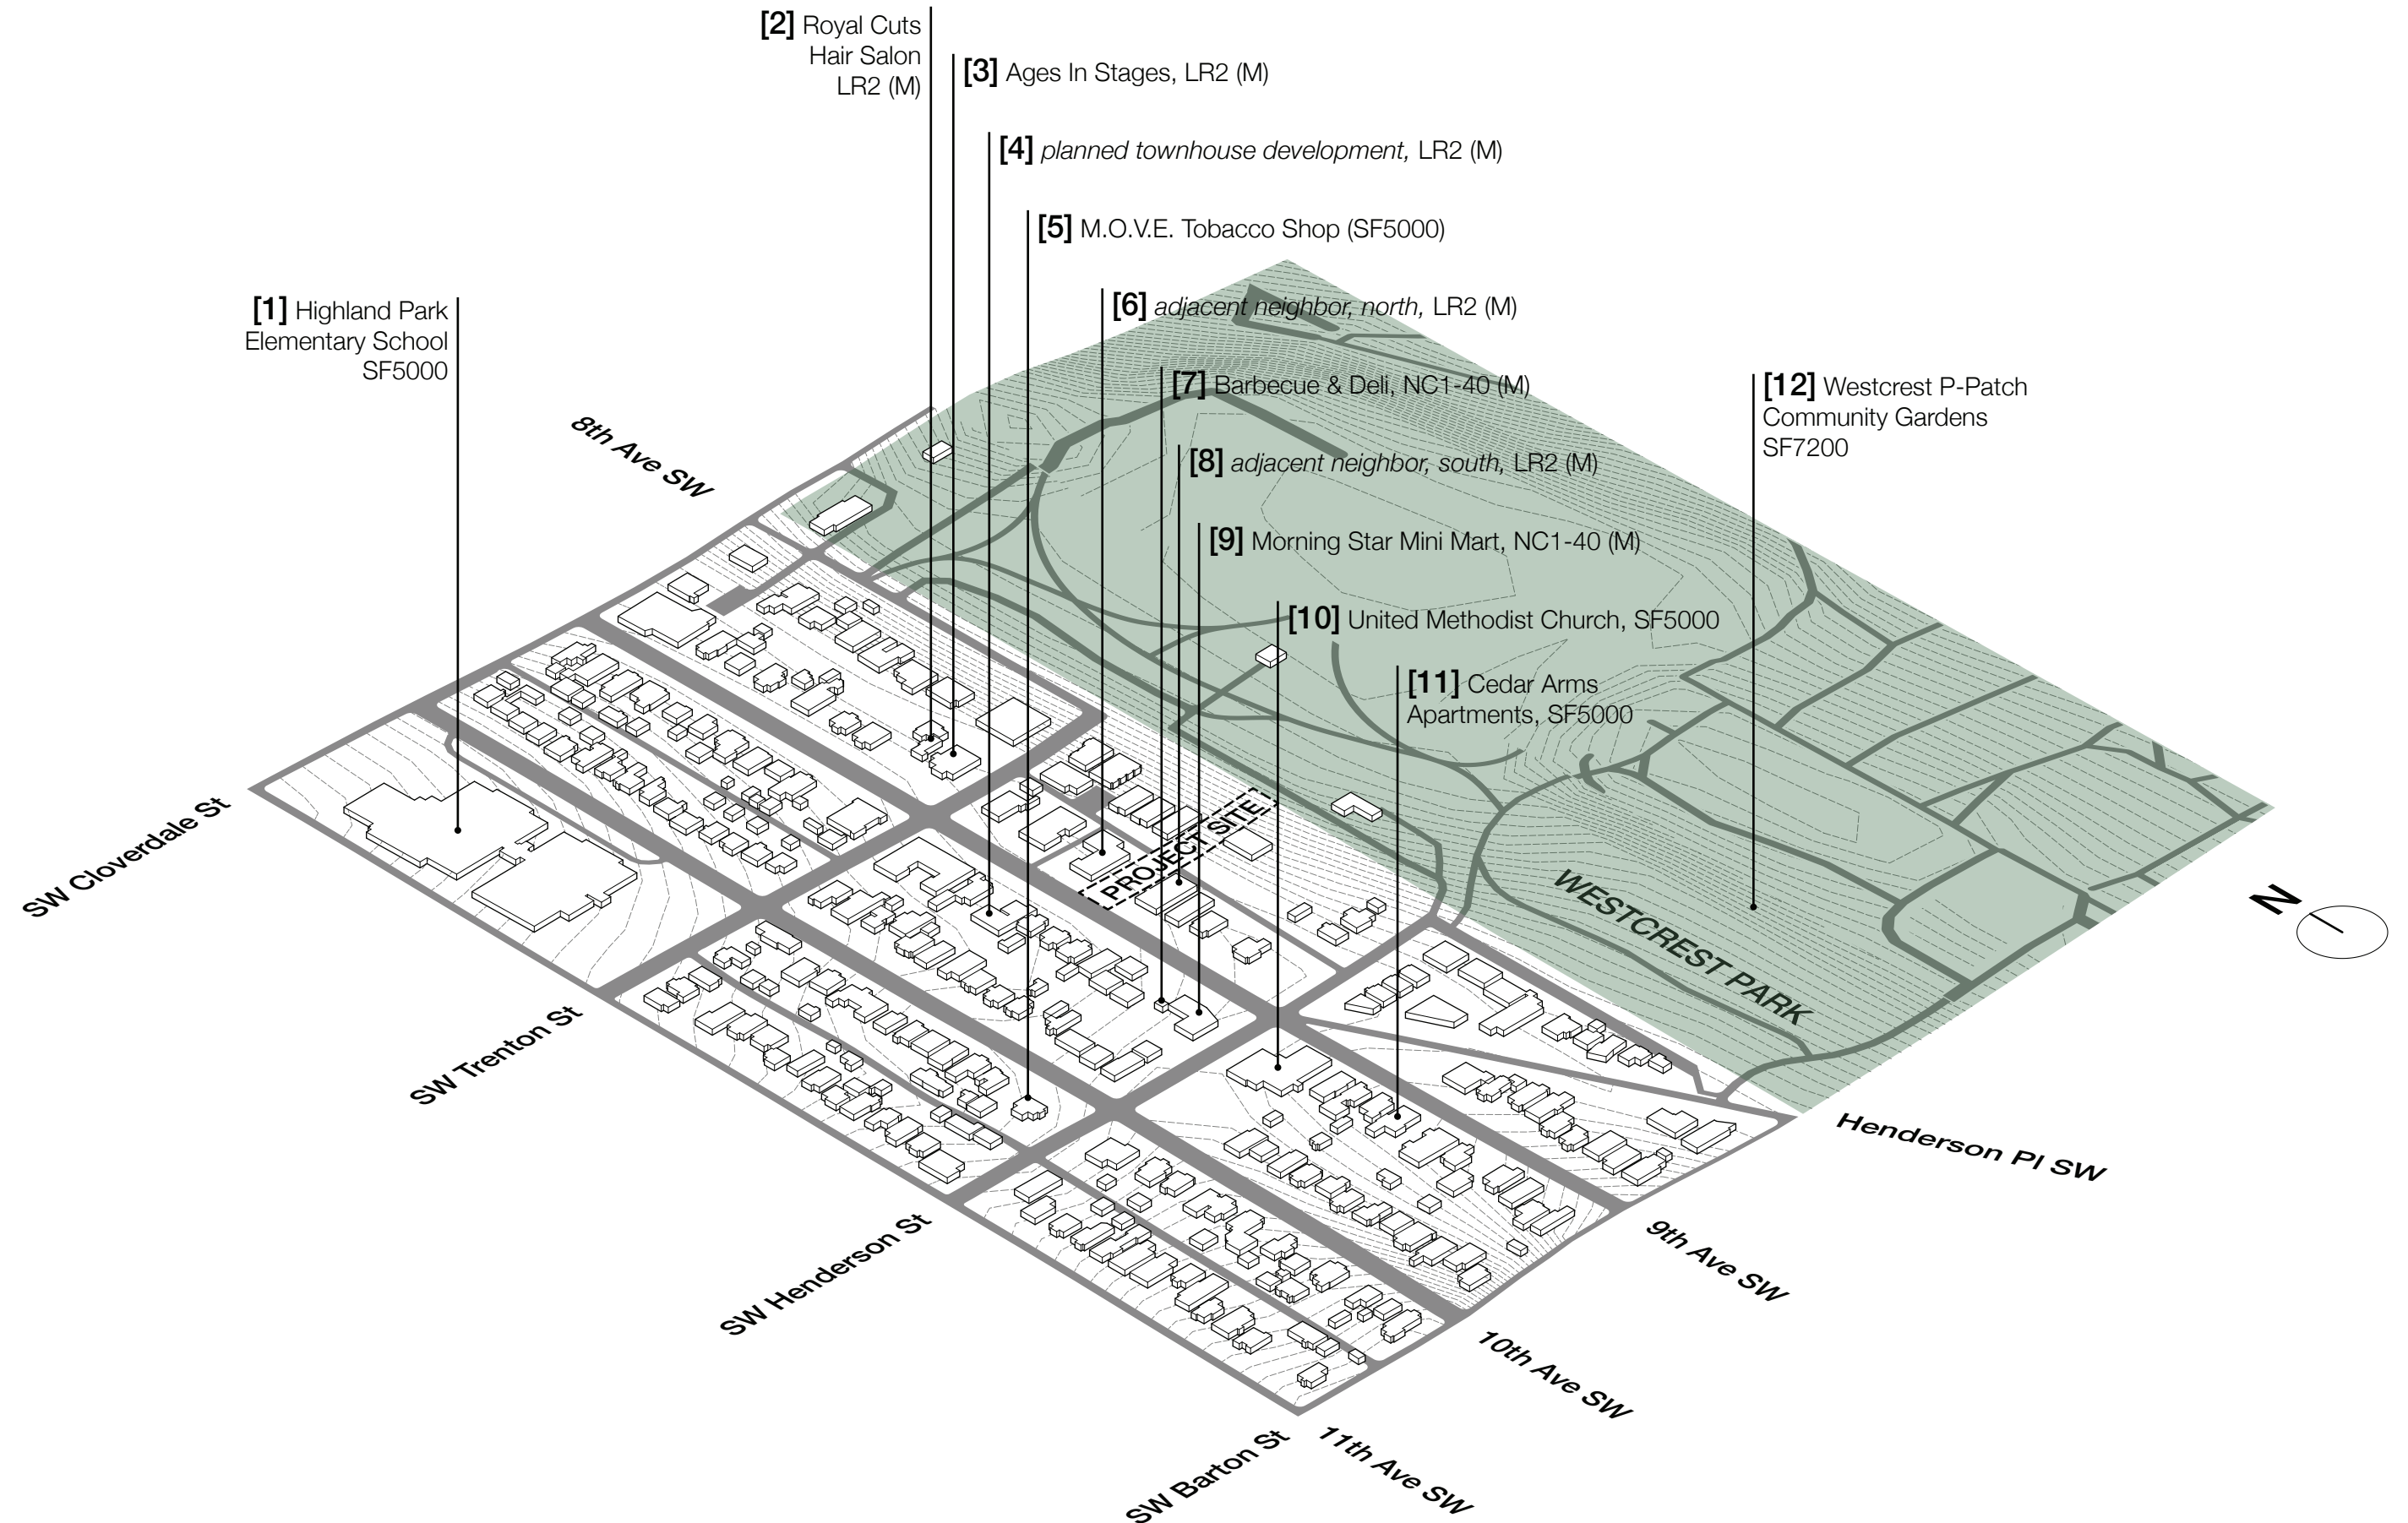 [2] Royal Cuts
Hair Salon
LR2 (M)
[3] Ages In Stages, LR2 (M)
[4] planned townhouse development, LR2 (M)
[5] M.O.V.E. Tobacco Shop (SF5000)
[1] Highland Park
Elementary School
SF5000
[6] adjacent neighbor, north, LR2 (M)
[7] Barbecue & Deli, NC1-40 (M)
[12] Westcrest P-Patch
Community Gardens
SF7200
8th Ave SW
[8] adjacent neighbor, south, LR2 (M)
[9] Morning Star Mini Mart, NC1-40 (M)
[10] United Methodist Church, SF5000
[11] Cedar Arms
Apartments, SF5000
PROJECT SITE
SW Cloverdale St
WESTCREST PARK
N
SW Trenton St
Henderson Pl SW
SW Henderson St
9th Ave SW
10th Ave SW
SW Barton St
11th Ave SW